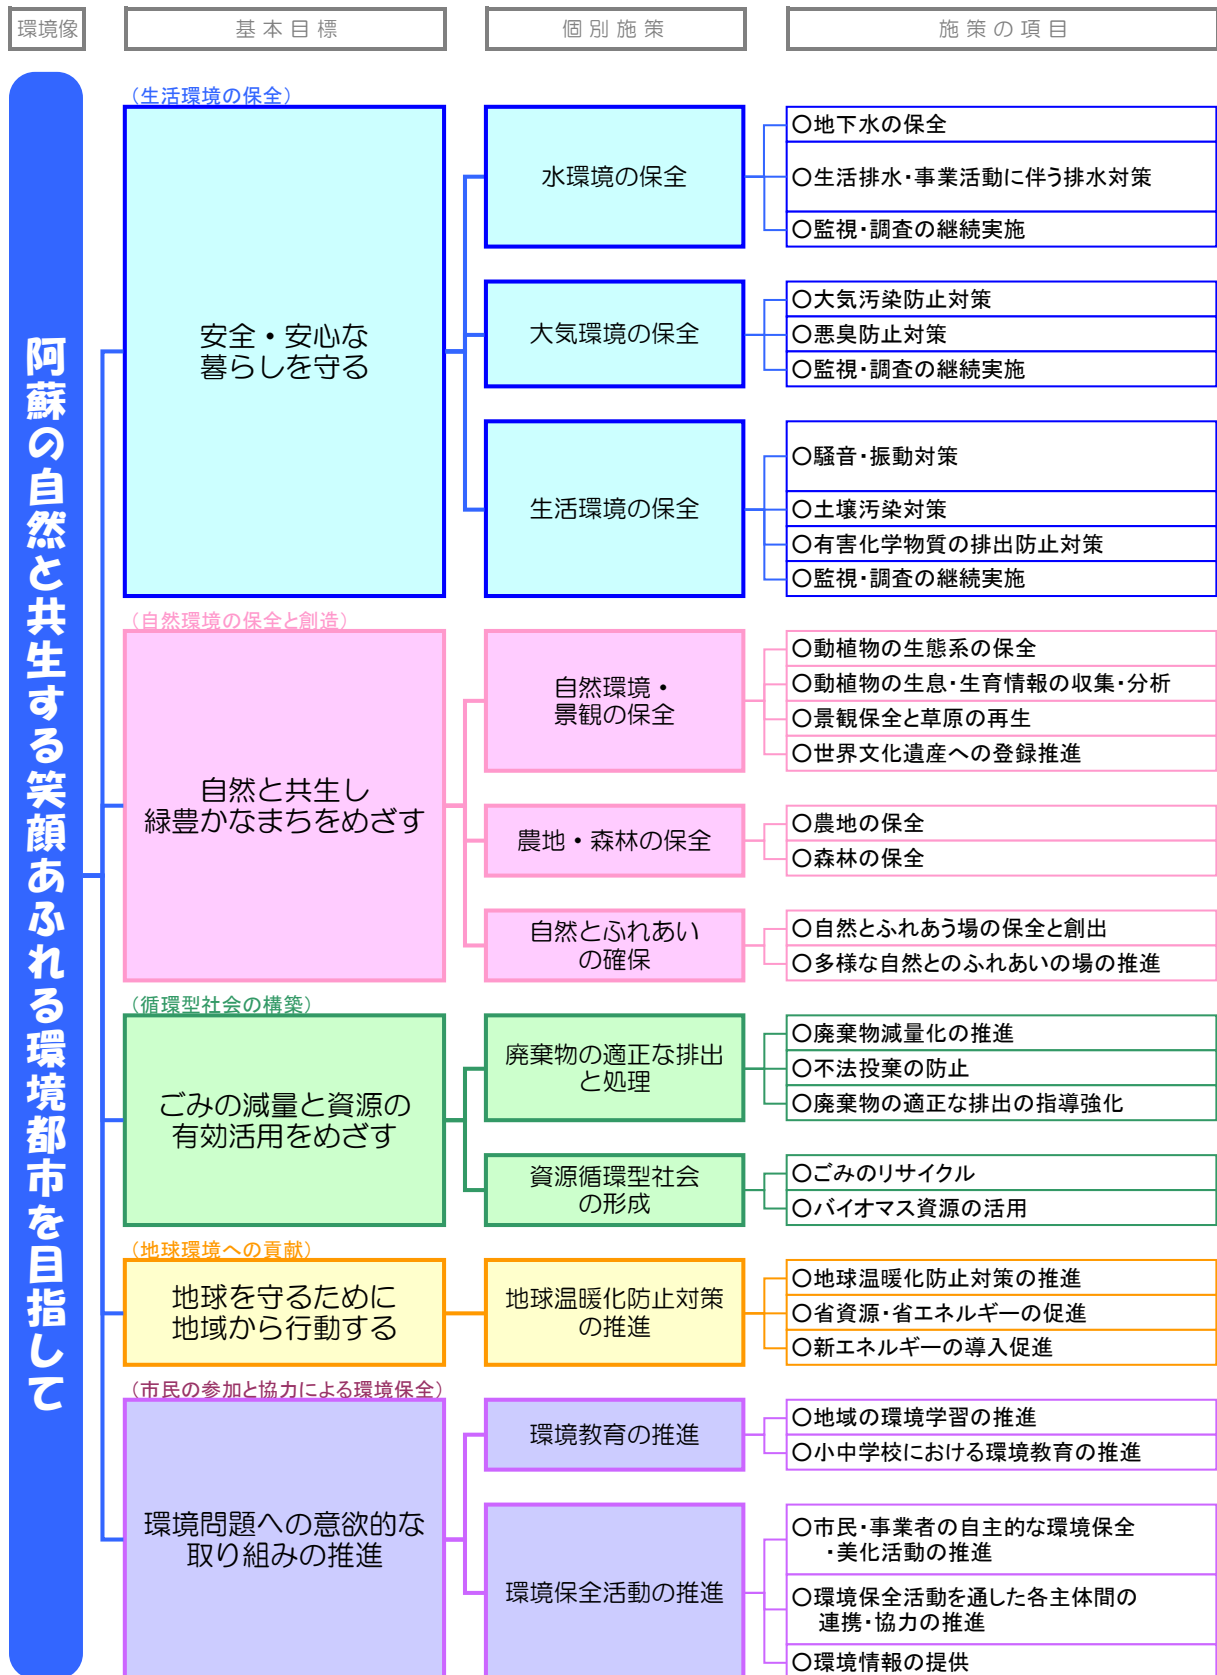 環境像
基本目標
個別施策
施策の項目
阿蘇の自然と共生する笑顔あふれる環境都市を目指して
（生活環境の保全）
安全・安心な
暮らしを守る
水環境の保全
〇地下水の保全
〇生活排水・事業活動に伴う排水対策
〇監視・調査の継続実施
大気環境の保全
〇大気汚染防止対策
〇悪臭防止対策
〇監視・調査の継続実施
生活環境の保全
〇騒音・振動対策
〇土壌汚染対策
〇有害化学物質の排出防止対策
〇監視・調査の継続実施
（自然環境の保全と創造）
自然と共生し
緑豊かなまちをめざす
自然環境・
景観の保全
〇動植物の生態系の保全
〇動植物の生息・生育情報の収集・分析
〇景観保全と草原の再生
〇世界文化遺産への登録推進
農地・森林の保全
〇農地の保全
〇森林の保全
自然とふれあい
の確保
〇自然とふれあう場の保全と創出
〇多様な自然とのふれあいの場の推進
（循環型社会の構築）
ごみの減量と資源の
有効活用をめざす
廃棄物の適正な排出
と処理
〇廃棄物減量化の推進
〇不法投棄の防止
〇廃棄物の適正な排出の指導強化
資源循環型社会
の形成
〇ごみのリサイクル
〇バイオマス資源の活用
（地球環境への貢献）
地球を守るために
地域から行動する
地球温暖化防止対策
の推進
〇地球温暖化防止対策の推進
〇省資源・省エネルギーの促進
〇新エネルギーの導入促進
（市民の参加と協力による環境保全）
環境問題への意欲的な
取り組みの推進
環境教育の推進
〇地域の環境学習の推進
〇小中学校における環境教育の推進
環境保全活動の推進
〇市民・事業者の自主的な環境保全
・美化活動の推進
〇環境保全活動を通した各主体間の
連携・協力の推進
〇環境情報の提供